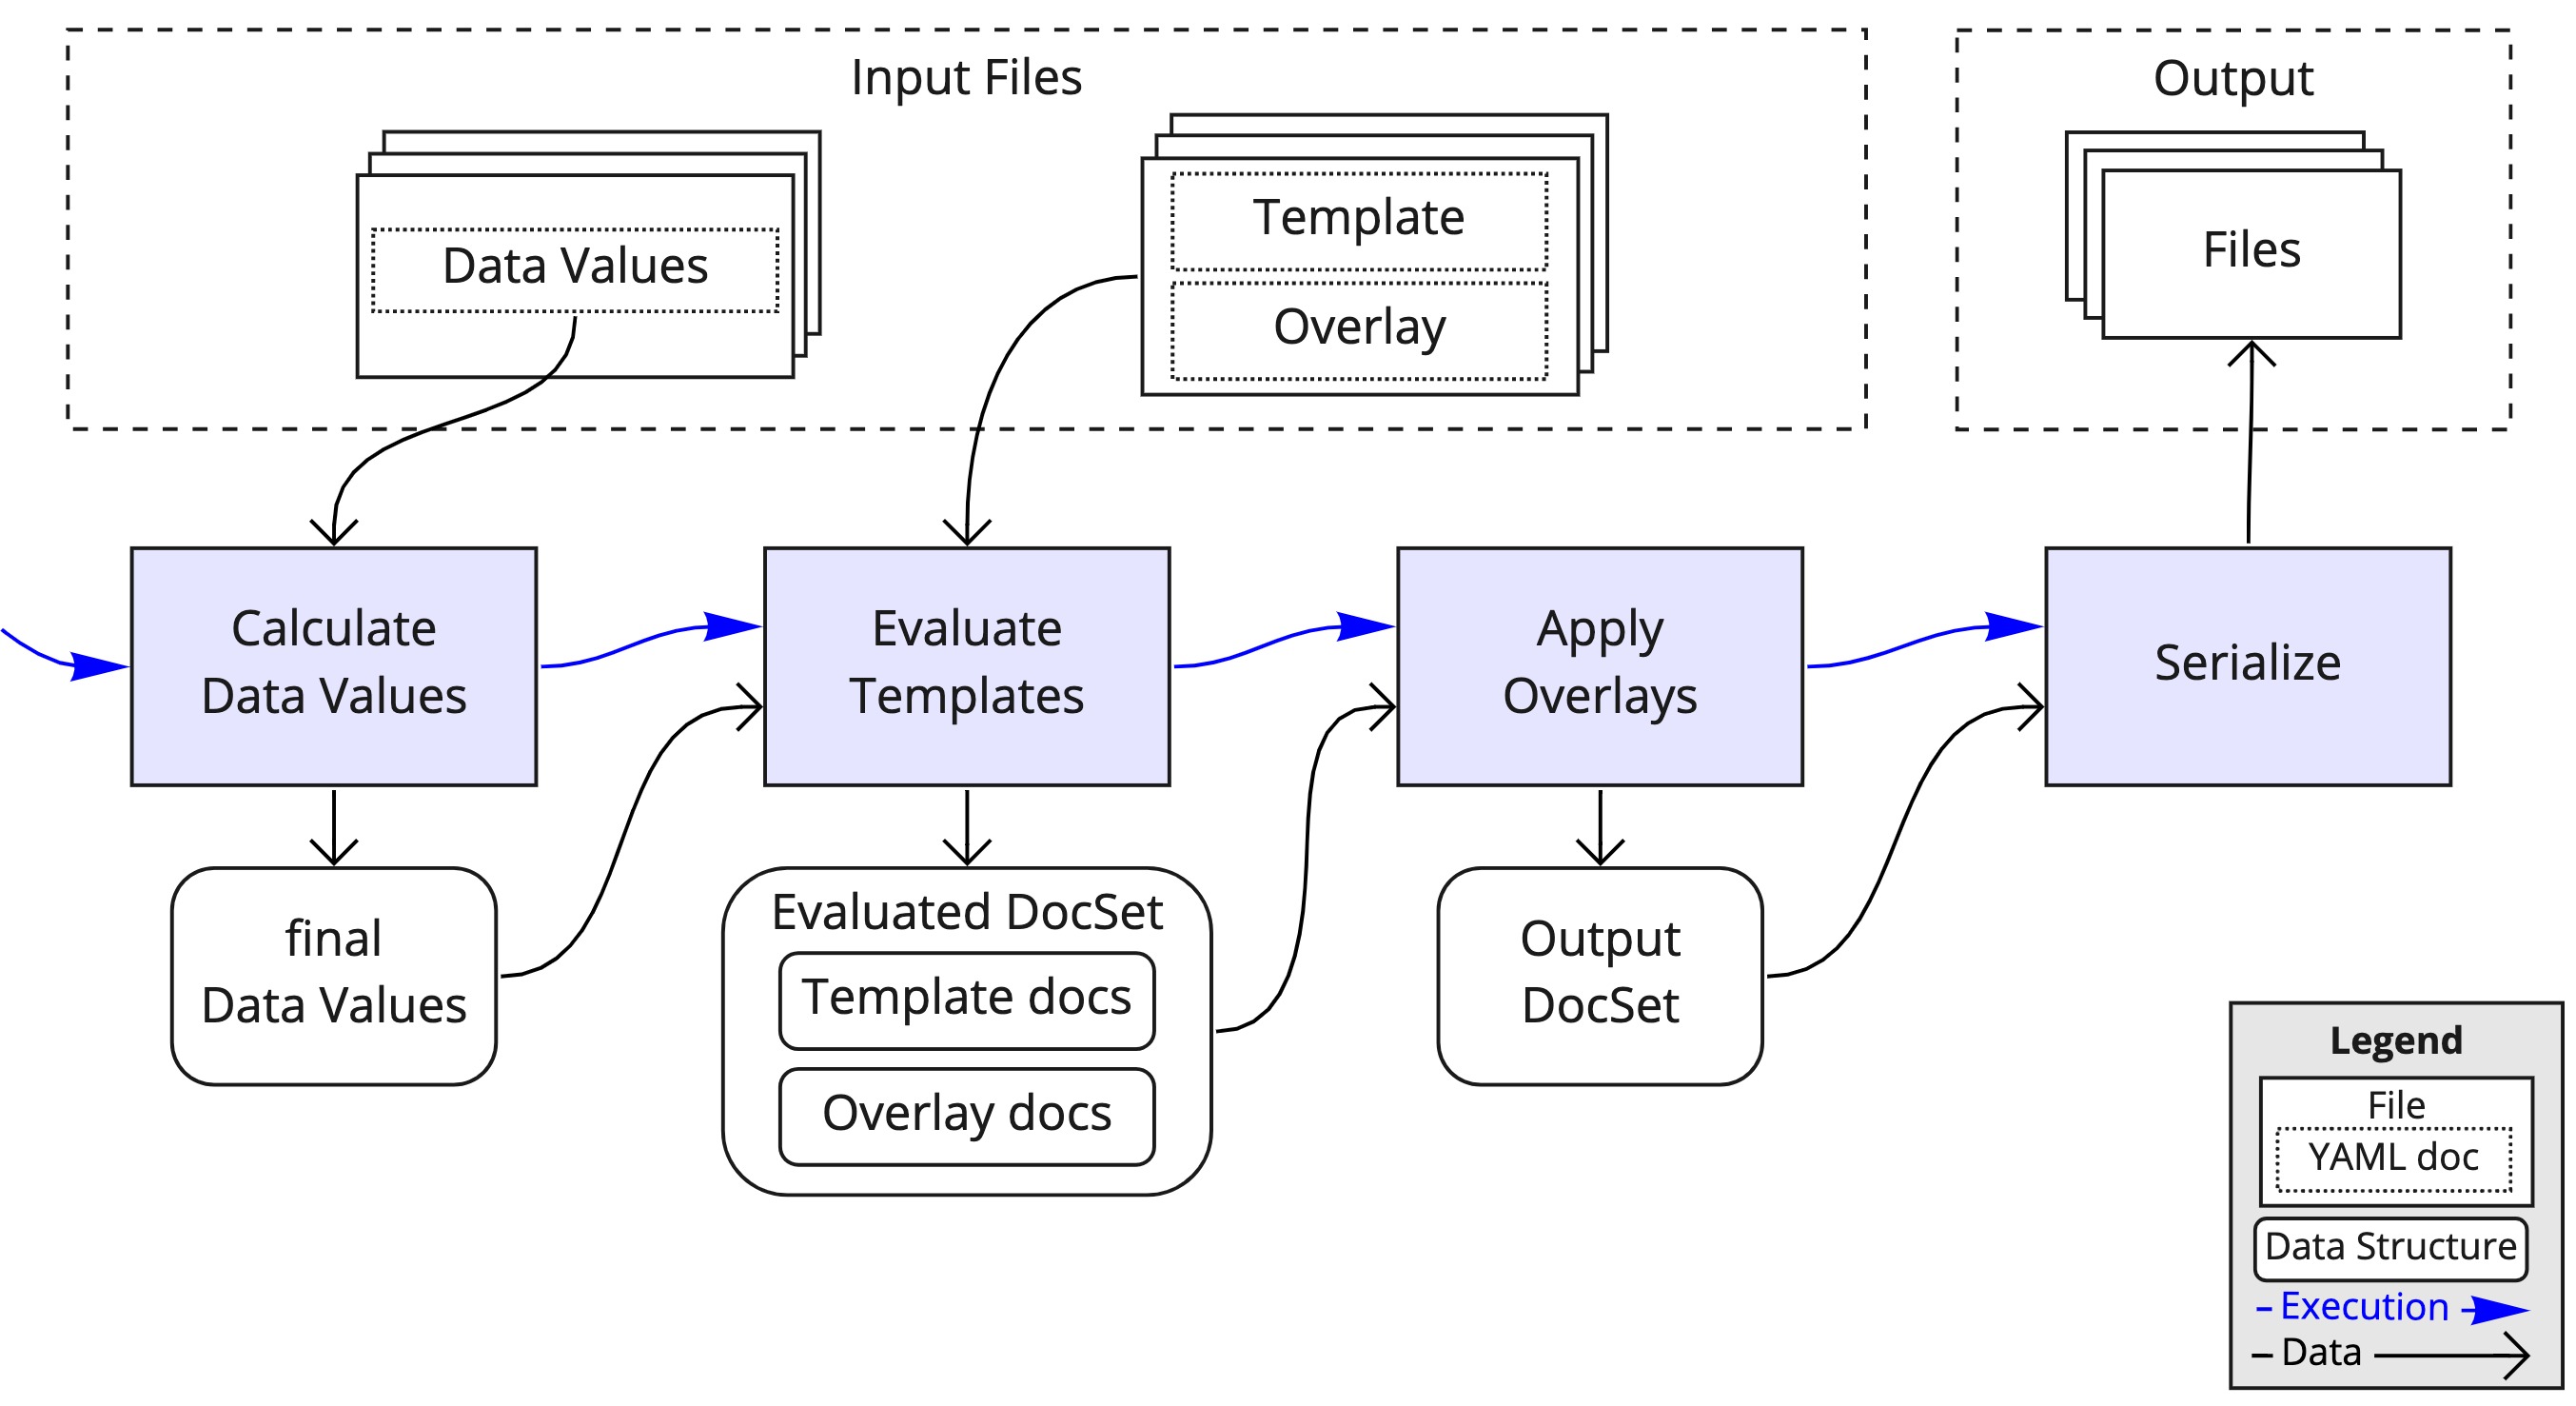 Input Files
Output
Data Values
Template
Overlay
Files
Calculate
Data Values
Evaluate
Templates
Apply
Overlays
Serialize
final
Data Values
Evaluated DocSet
Template docs
Overlay docs
Output
DocSet
Legend
File
YAML doc
Data Structure
Execution
Data